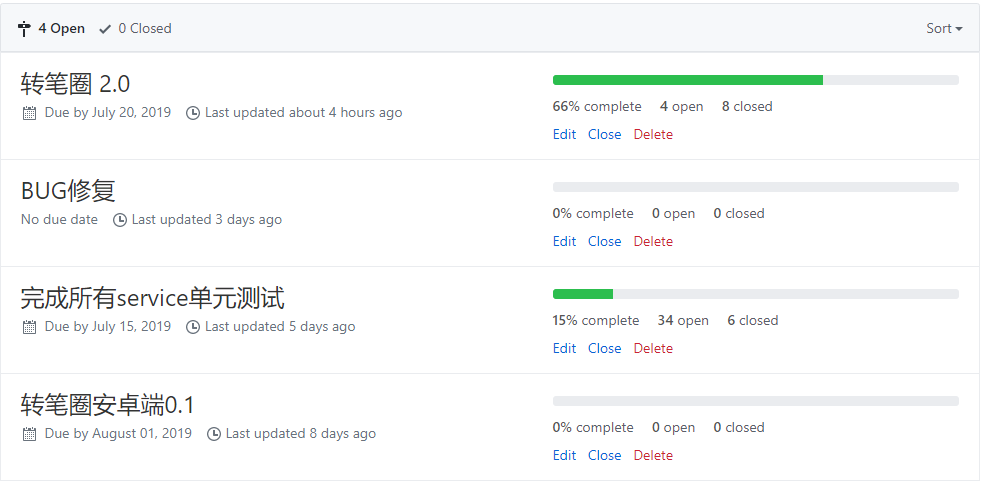 4 Open 0 Closed Sort
转笔圈 2.0
Due by July 20, 2019 Last updated about 4 hours ago
66% complete 4 open 8 closed
Edit Close Delete
BUG修复
No due date Last updated 3 days ago
0% complete 0 open 0 closed
Edit Close Delete
完成所有service单元测试
Due by July 15, 2019 Last updated 5 days ago
15% complete 34 open 6 closed
Edit Close Delete
转笔圈安卓端0.1
Due by August 01, 2019 Last updated 8 days ago
0% complete 0 open 0 closed
Edit Close Delete